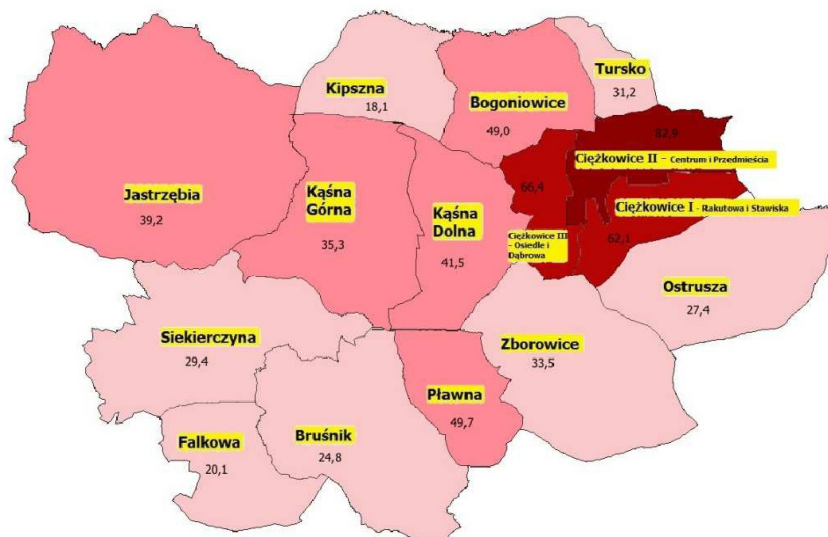 Kipszna
18,1
Bogoniowice
49,0
Tursko
31,2
82,9
Ciężkowice II – Centrum i Przedmieścia
66,4
Ciężkowice I - Rakutowa i Stawiska
62,1
Ciężkowice III
– Osiedle i
Dąbrowa
Jastrzębia
39,2
Kąśna
Górna
35,3
Kąśna
Dolna
41,5
Ostrusza
27,4
Siekierczyna
29,4
Zborowice
33,5
Pławna
49,7
Falkowa
20,1
Bruśnik
24,8